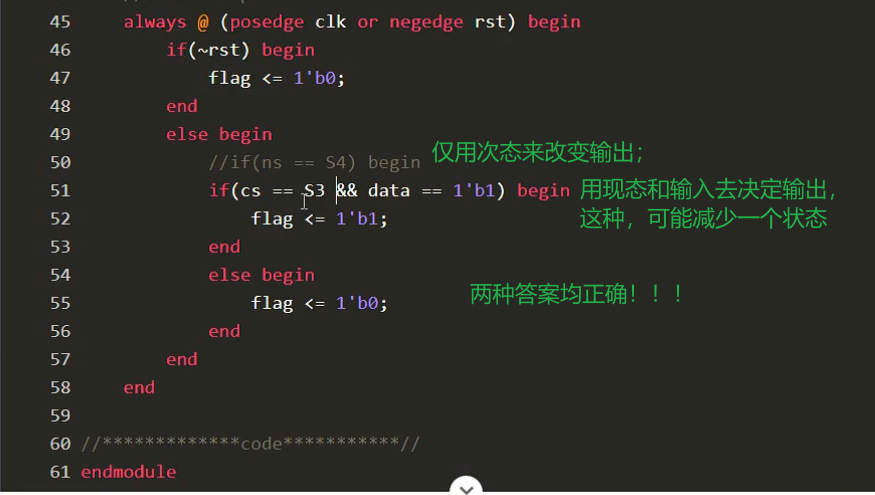 45 always @ (posedge clk or negedge rst) begin
46 if(~rst) begin
47 flag <= 1'b0;
48 end
49 else begin
50 //if(ns == S4) begin 仅用次态来改变输出；
51 if(cs == S3 && data == 1'b1) begin 用现态和输入去决定输出，
52 flag <= 1'b1; 这种，可能减少一个状态
53 end
54 else begin
55 flag <= 1'b0; 两种答案均正确！！！
56 end
57 end
58 end
59
60 //*************code***********//
61 endmodule